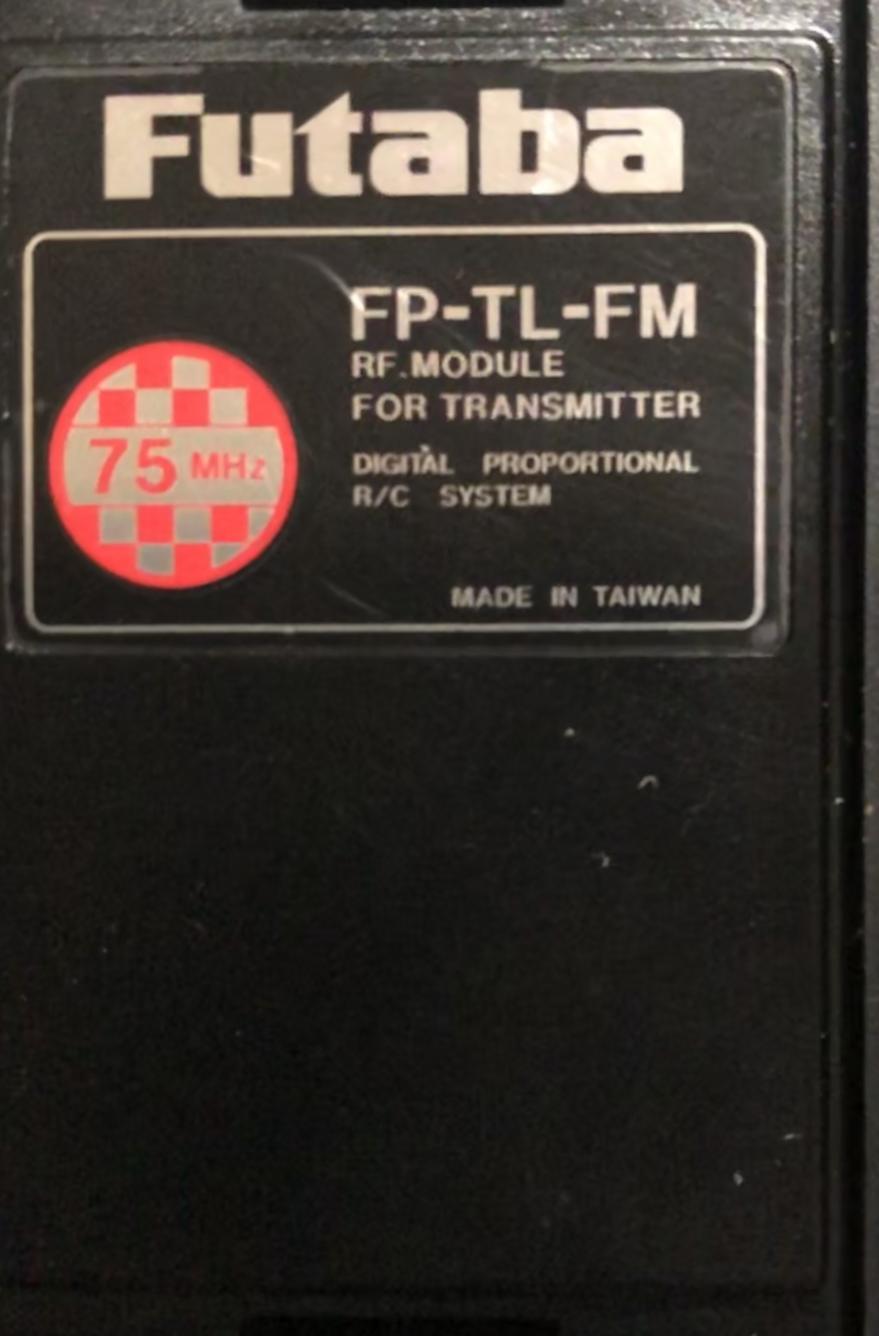 Futaba
FP-TL-FM
RF.MODULE
FOR TRANSMITTER
75 MHz
DIGITAL PROPORTIONAL
R/C SYSTEM
MADE IN TAIWAN